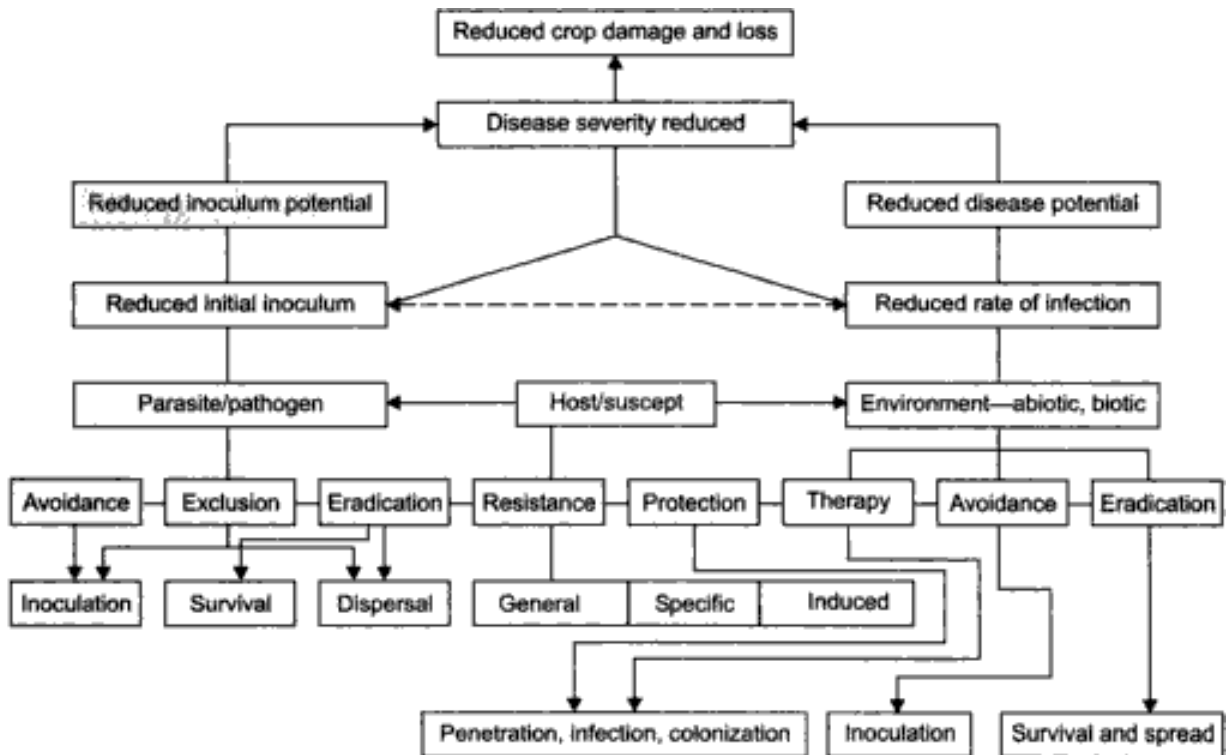 Reduced crop damage and loss
Disease severity reduced
Reduced inoculum potential
Reduced disease potential
Reduced initial inoculum
Reduced rate of infection
Parasite/pathogen
Host/suscept
Environment—abiotic, biotic
Avoidance
Exclusion
Eradication
Resistance
Protection
Therapy
Avoidance
Eradication
Inoculation
Survival
Dispersal
General
Specific
Induced
Penetration, infection, colonization
Inoculation
Survival and spread